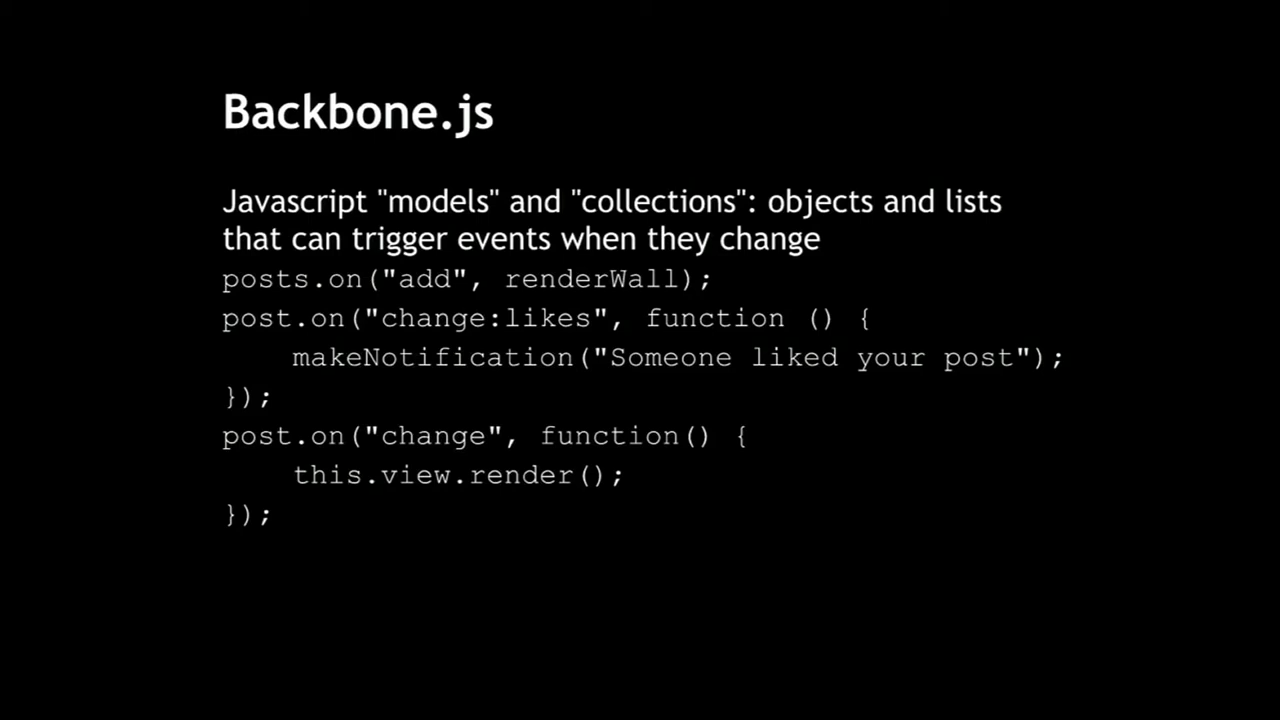 Backbone.js
Javascript "models" and "collections": objects and lists
that can trigger events when they change
posts.on("add", renderWall);
post.on("change:likes", function () {
    makeNotification("Someone liked your post");
});
post.on("change", function() {
    this.view.render();
});